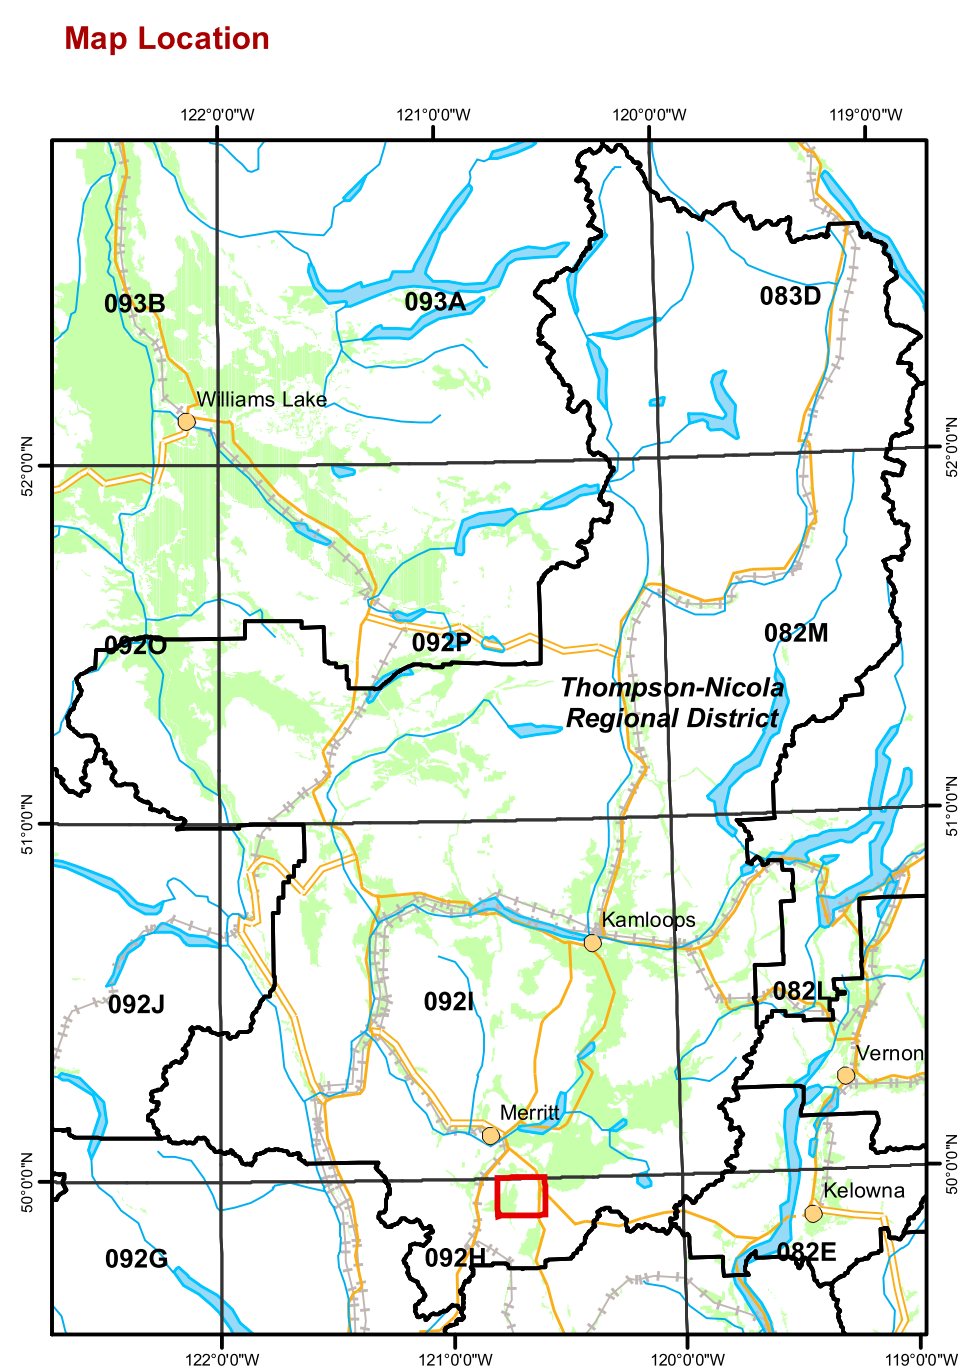 Map Location
122°0'0"W
121°0'0"W
120°0'0"W
119°0'0"W
093B
093A
083D
Williams Lake
52°0'0"N
52°0'0"N
092O
092P
082M
Thompson-Nicola
Regional District
51°0'0"N
51°0'0"N
Kamloops
092J
092I
082L
Vernon
Merritt
50°0'0"N
50°0'0"N
Kelowna
092G
092H
082E
122°0'0"W
121°0'0"W
120°0'0"W
119°0'0"W